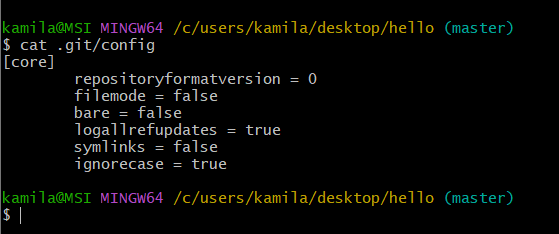 kamila@MSI MINGW64 /c/users/kamila/desktop/hello (master)
$ cat .git/config
[core]
        repositoryformatversion = 0
        filemode = false
        bare = false
        logallrefupdates = true
        symlinks = false
        ignorecase = true
kamila@MSI MINGW64 /c/users/kamila/desktop/hello (master)
$